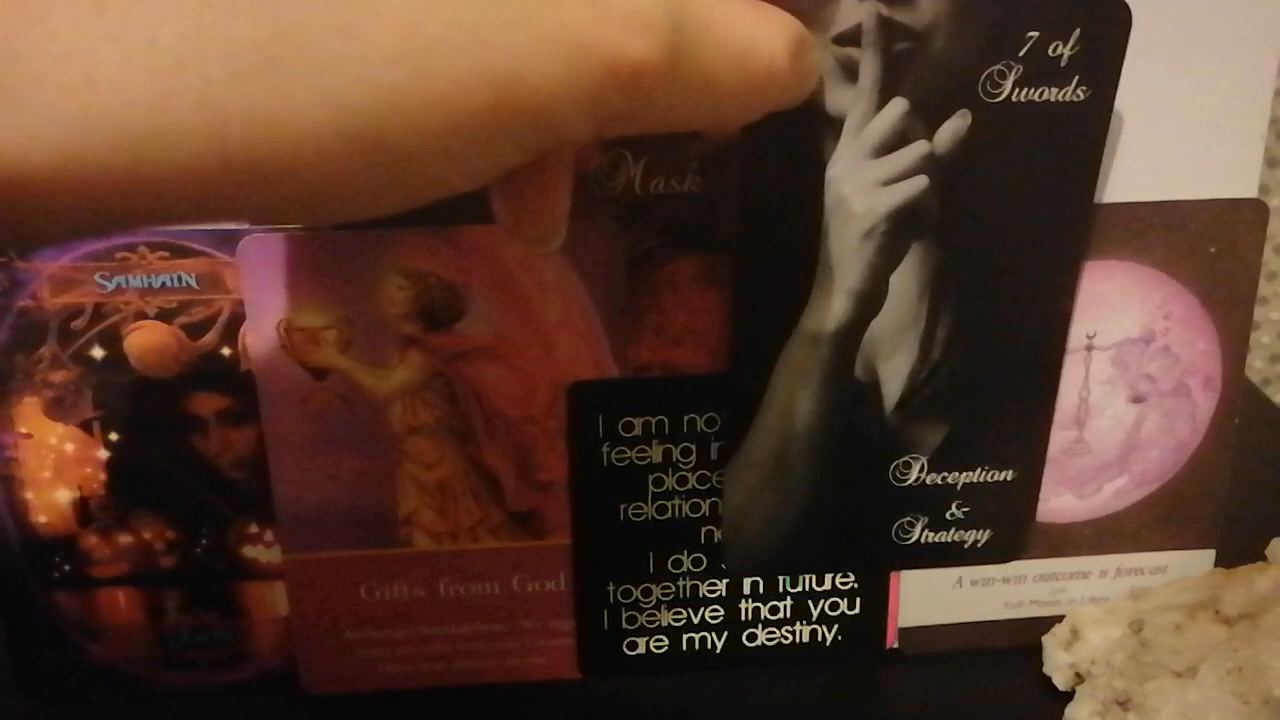 7 of
Swords
Mask
SAMHAIN
I am no
feeling in
place
relation
I do
together in future.
I believe that you
are my destiny.
Deception
&
Strategy
Gifts from God
A win-win outcome is forecast
Full Moon in Libra